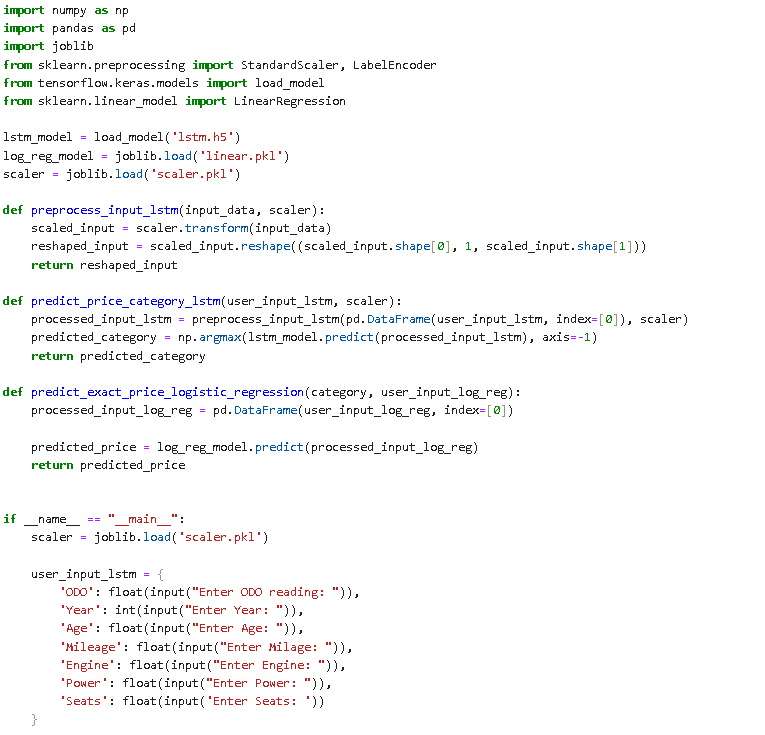 import numpy as np
import pandas as pd
import joblib
from sklearn.preprocessing import StandardScaler, LabelEncoder
from tensorflow.keras.models import load_model
from sklearn.linear_model import LinearRegression

lstm_model = load_model('lstm.h5')
log_reg_model = joblib.load('linear.pkl')
scaler = joblib.load('scaler.pkl')

def preprocess_input_lstm(input_data, scaler):
    scaled_input = scaler.transform(input_data)
    reshaped_input = scaled_input.reshape((scaled_input.shape[0], 1, scaled_input.shape[1]))
    return reshaped_input

def predict_price_category_lstm(user_input_lstm, scaler):
    processed_input_lstm = preprocess_input_lstm(pd.DataFrame(user_input_lstm, index=[0]), scaler)
    predicted_category = np.argmax(lstm_model.predict(processed_input_lstm), axis=-1)
    return predicted_category

def predict_exact_price_logistic_regression(category, user_input_log_reg):
    processed_input_log_reg = pd.DataFrame(user_input_log_reg, index=[0])

    predicted_price = log_reg_model.predict(processed_input_log_reg)
    return predicted_price


if __name__ == "__main__":
    scaler = joblib.load('scaler.pkl')

    user_input_lstm = {
        'ODO': float(input("Enter ODO reading: ")),
        'Year': int(input("Enter Year: ")),
        'Age': float(input("Enter Age: ")),
        'Mileage': float(input("Enter Milage: ")),
        'Engine': float(input("Enter Engine: ")),
        'Power': float(input("Enter Power: ")),
        'Seats': float(input('Enter Seats: '))
    }